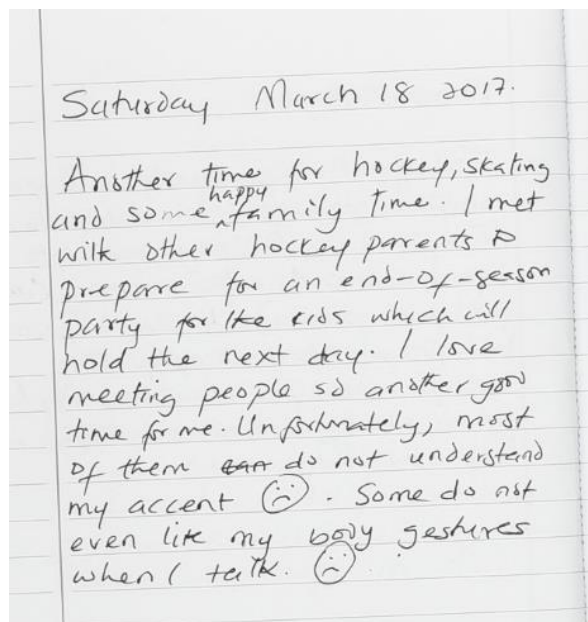 Saturday March 18 2017.
Another time for hockey, skating
and some happy family time. I met
with other hockey parents to
prepare for an end-of-season
party for the kids which will
hold the next day. I love
meeting people so another good
time for me. Unfortunately, most
of them can do not understand
my accent ☹. Some do not
even like my body gestures
when I talk. ☹